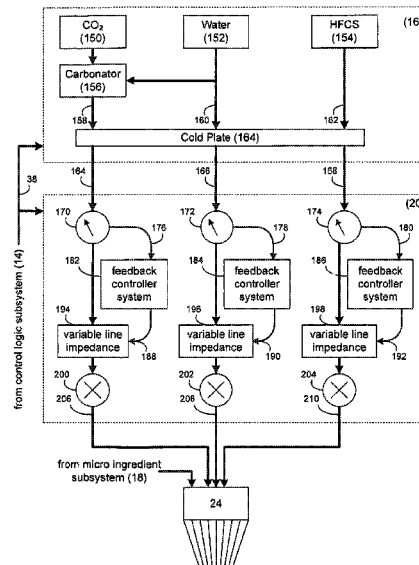 CO₂ (150)
Water (152)
HFCS (154)
(16
Carbonator (156)
158
160
162
Cold Plate (164)
38
164
166
168
(20
170
176
172
178
174
180
182
feedback controller system
184
feedback controller system
186
feedback controller system
194
196
198
variable line impedance
188
variable line impedance
190
variable line impedance
192
200
202
204
206
208
210
from control logic subsystem (14)
from micro ingredient subsystem (18)
24